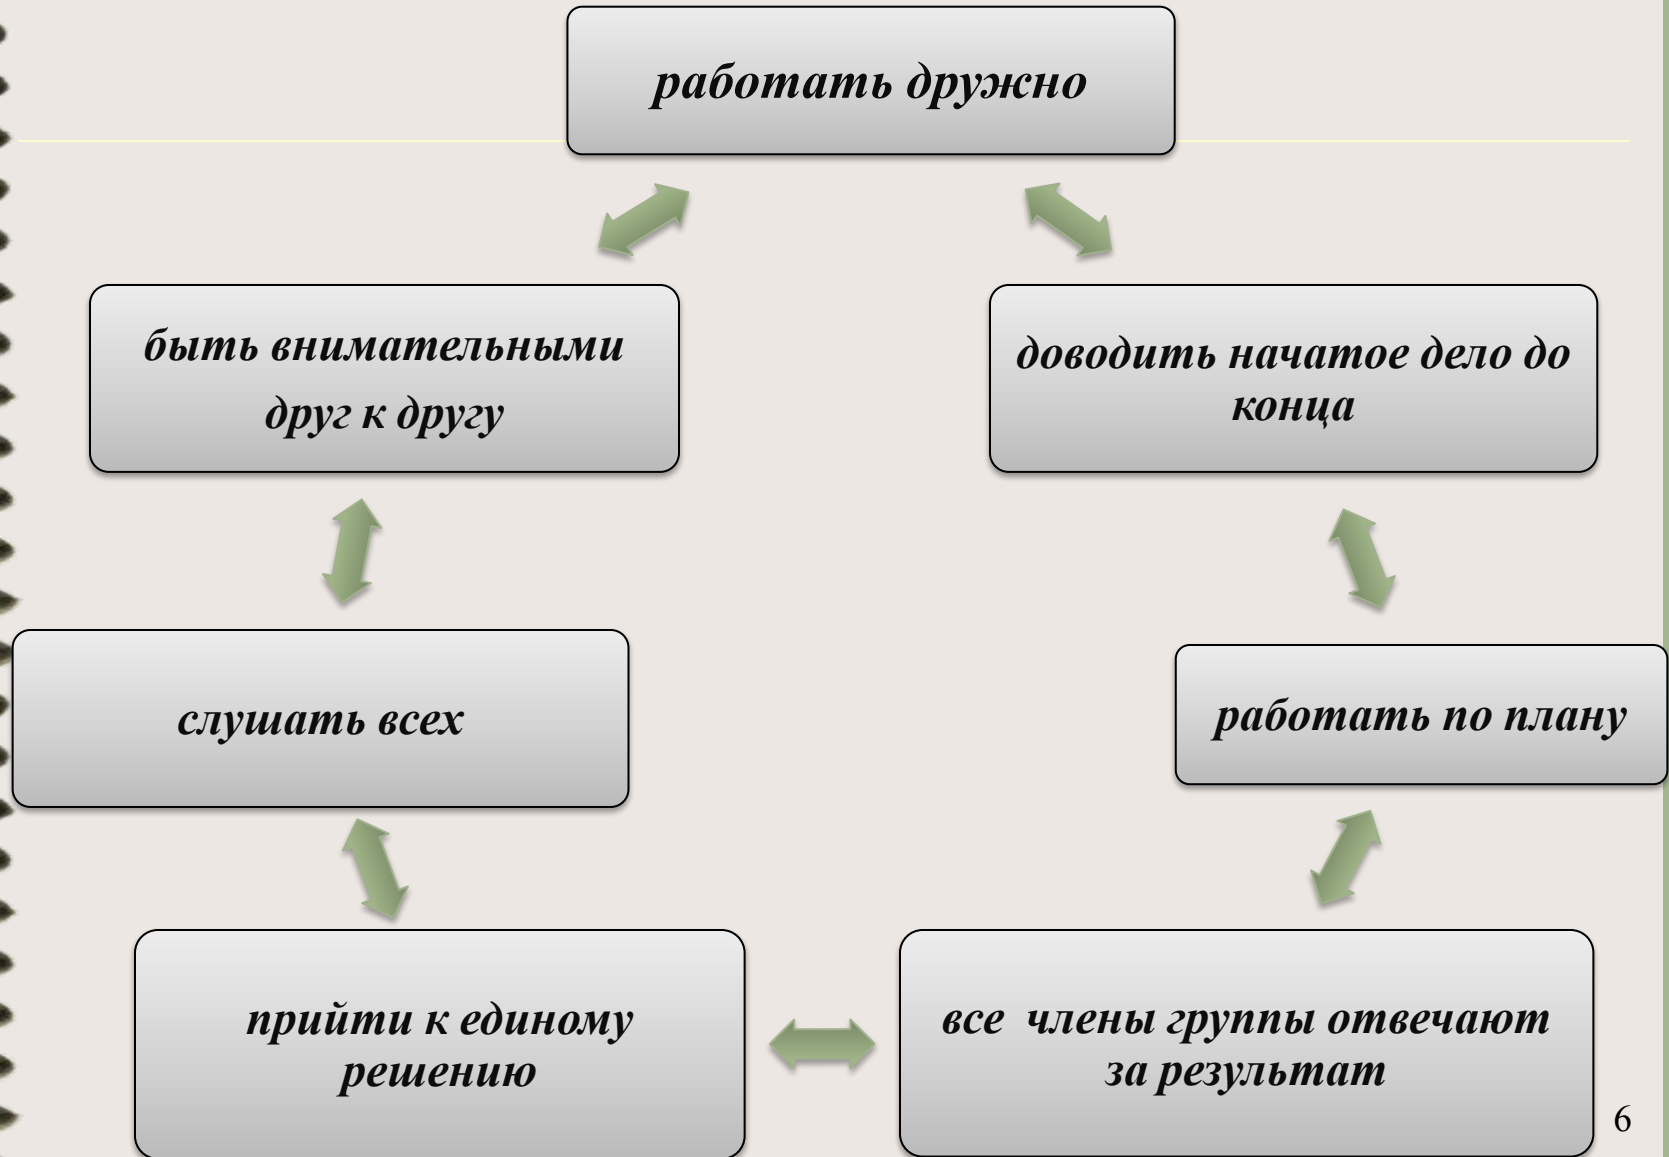 работать дружно
быть внимательными
друг к другу
доводить начатое дело до
конца
слушать всех
работать по плану
прийти к единому
решению
все члены группы отвечают
за результат
6